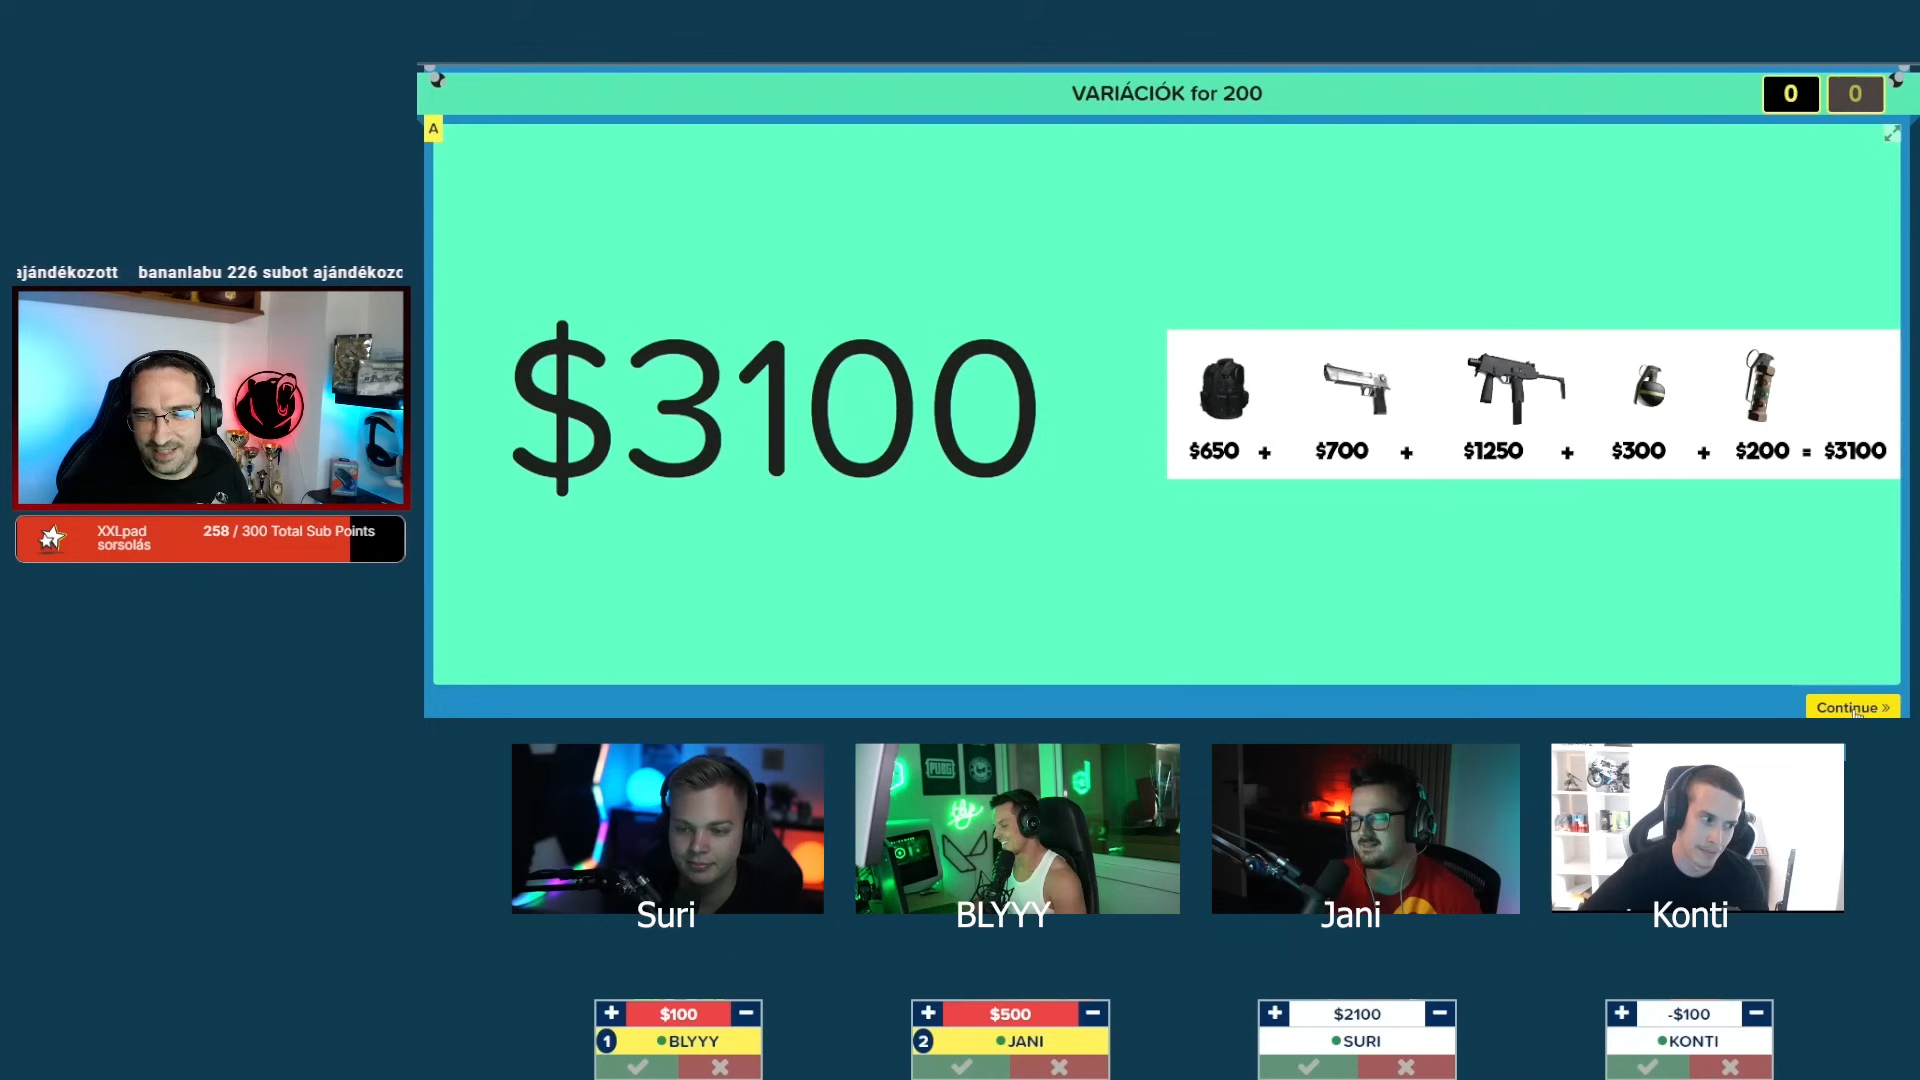 VARIÁCIÓK for 200
0
0
A
ajándékozott bananlabu 226 subot ajándékozo
$3100
$650 + $700 + $1250 + $300 + $200 = $3100
XXLpad
sorsolás
258 / 300 Total Sub Points
Continue »
PUBG
Suri
BLYYY
Jani
Konti
+ $100 −
1 BLYYY
+ $500 −
2 JANI
+ $2100 −
SURI
+ -$100 −
KONTI